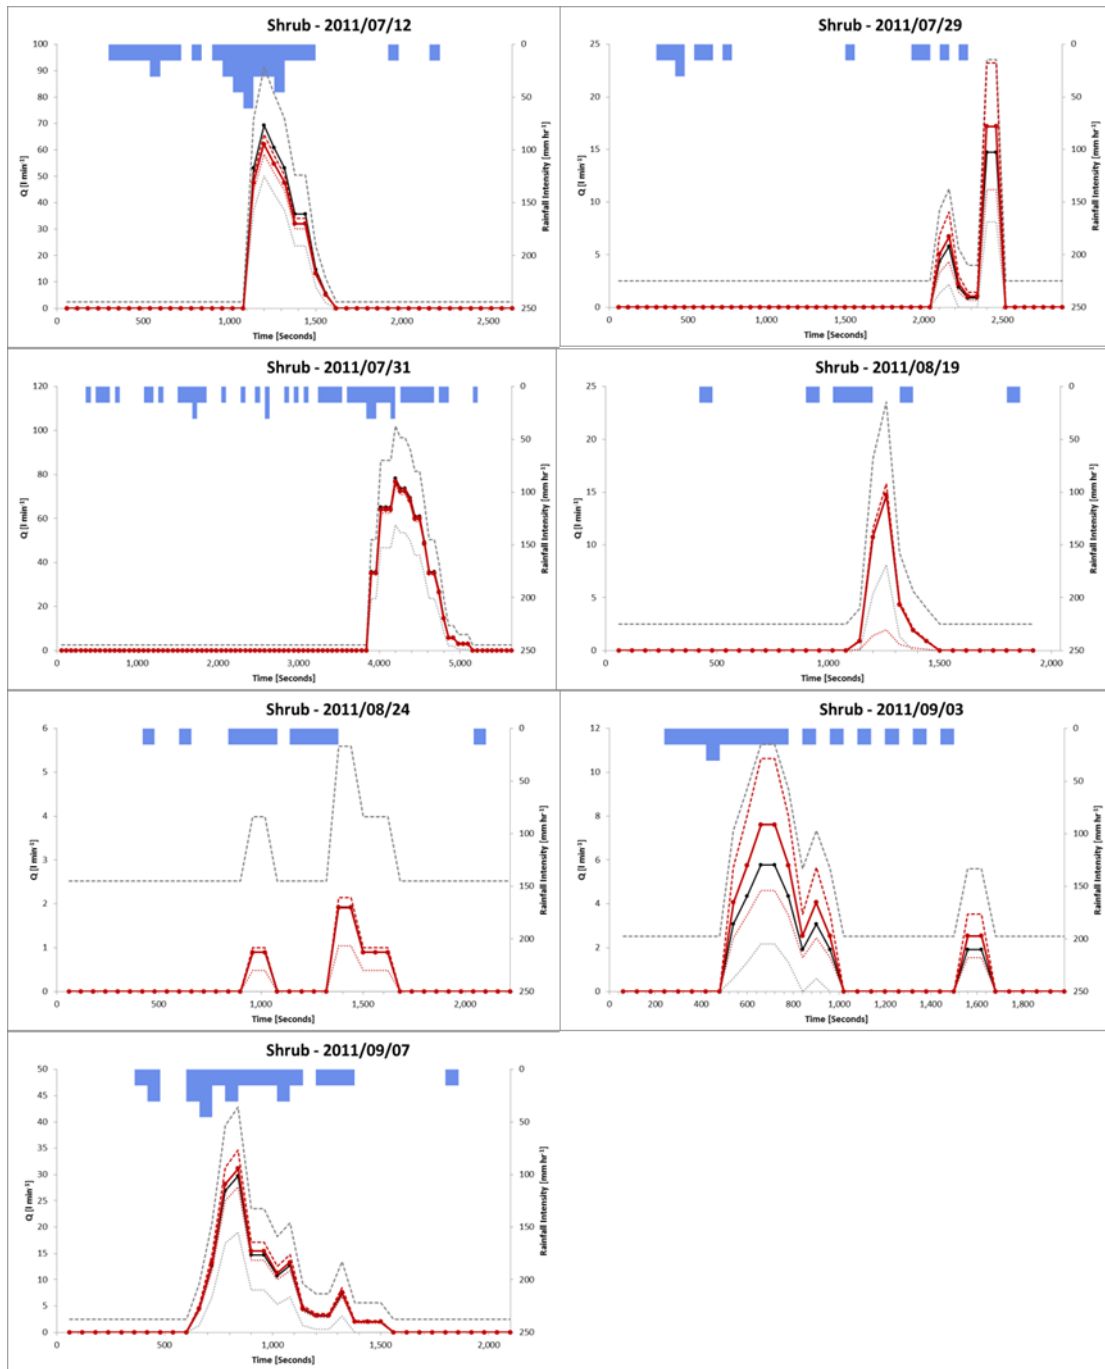 Shrub - 2011/07/12
100
90
80
70
60
50
40
30
20
10
0
Q [l min⁻¹]
0
50
100
150
200
250
Rainfall Intensity [mm hr⁻¹]
0 500 1,000 1,500 2,000 2,500
Time [Seconds]
Shrub - 2011/07/29
25
20
15
10
5
0
Q [l min⁻¹]
0
50
100
150
200
250
Rainfall Intensity [mm hr⁻¹]
0 500 1,000 1,500 2,000 2,500
Time [Seconds]
Shrub - 2011/07/31
120
100
80
60
40
20
0
Q [l min⁻¹]
0
50
100
150
200
250
Rainfall Intensity [mm hr⁻¹]
0 1,000 2,000 3,000 4,000 5,000
Time [Seconds]
Shrub - 2011/08/19
25
20
15
10
5
0
Q [l min⁻¹]
0
50
100
150
200
250
Rainfall Intensity [mm hr⁻¹]
0 500 1,000 1,500 2,000
Time [Seconds]
Shrub - 2011/08/24
6
5
4
3
2
1
0
Q [l min⁻¹]
0
50
100
150
200
250
Rainfall Intensity [mm hr⁻¹]
0 500 1,000 1,500 2,000
Time [Seconds]
Shrub - 2011/09/03
12
10
8
6
4
2
0
Q [l min⁻¹]
0
50
100
150
200
250
Rainfall Intensity [mm hr⁻¹]
0 200 400 600 800 1,000 1,200 1,400 1,600 1,800
Time [Seconds]
Shrub - 2011/09/07
50
45
40
35
30
25
20
15
10
5
0
Q [l min⁻¹]
0
50
100
150
200
250
Rainfall Intensity [mm hr⁻¹]
0 500 1,000 1,500 2,000
Time [Seconds]